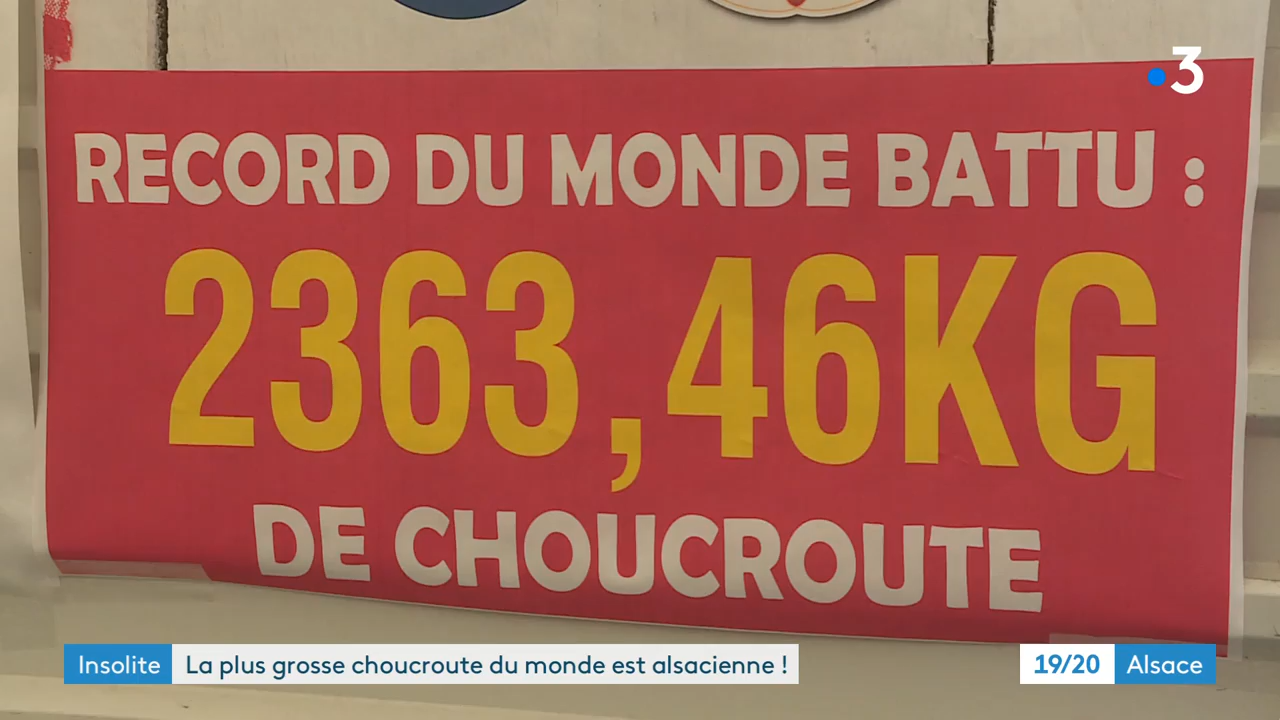 3
RECORD DU MONDE BATTU :
2363,46KG
DE CHOUCROUTE
Insolite La plus grosse choucroute du monde est alsacienne !
19/20 Alsace